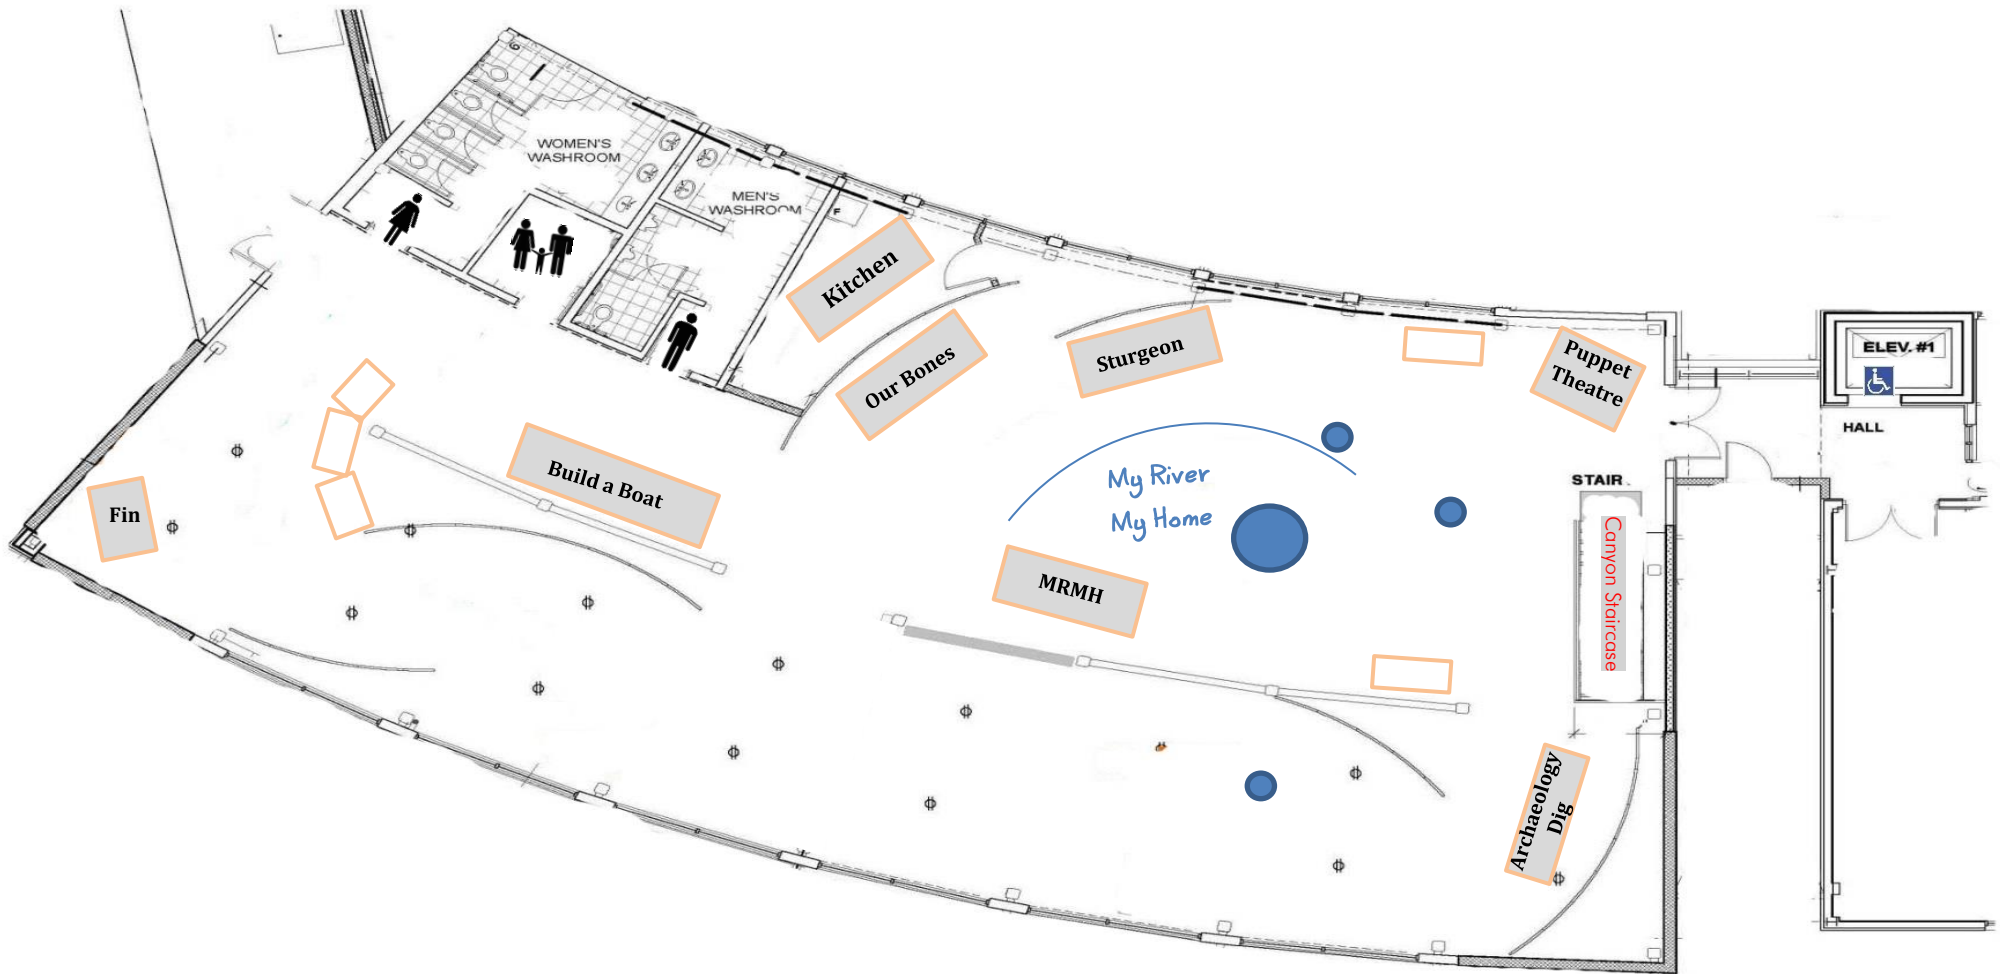 WOMEN'S
WASHROOM
MEN'S
WASHROOM
F
Kitchen
Our Bones
Sturgeon
Puppet
Theatre
ELEV. #1
HALL
STAIR
Canyon Staircase
My River
My Home
Build a Boat
Fin
MRMH
Archaeology
Dig